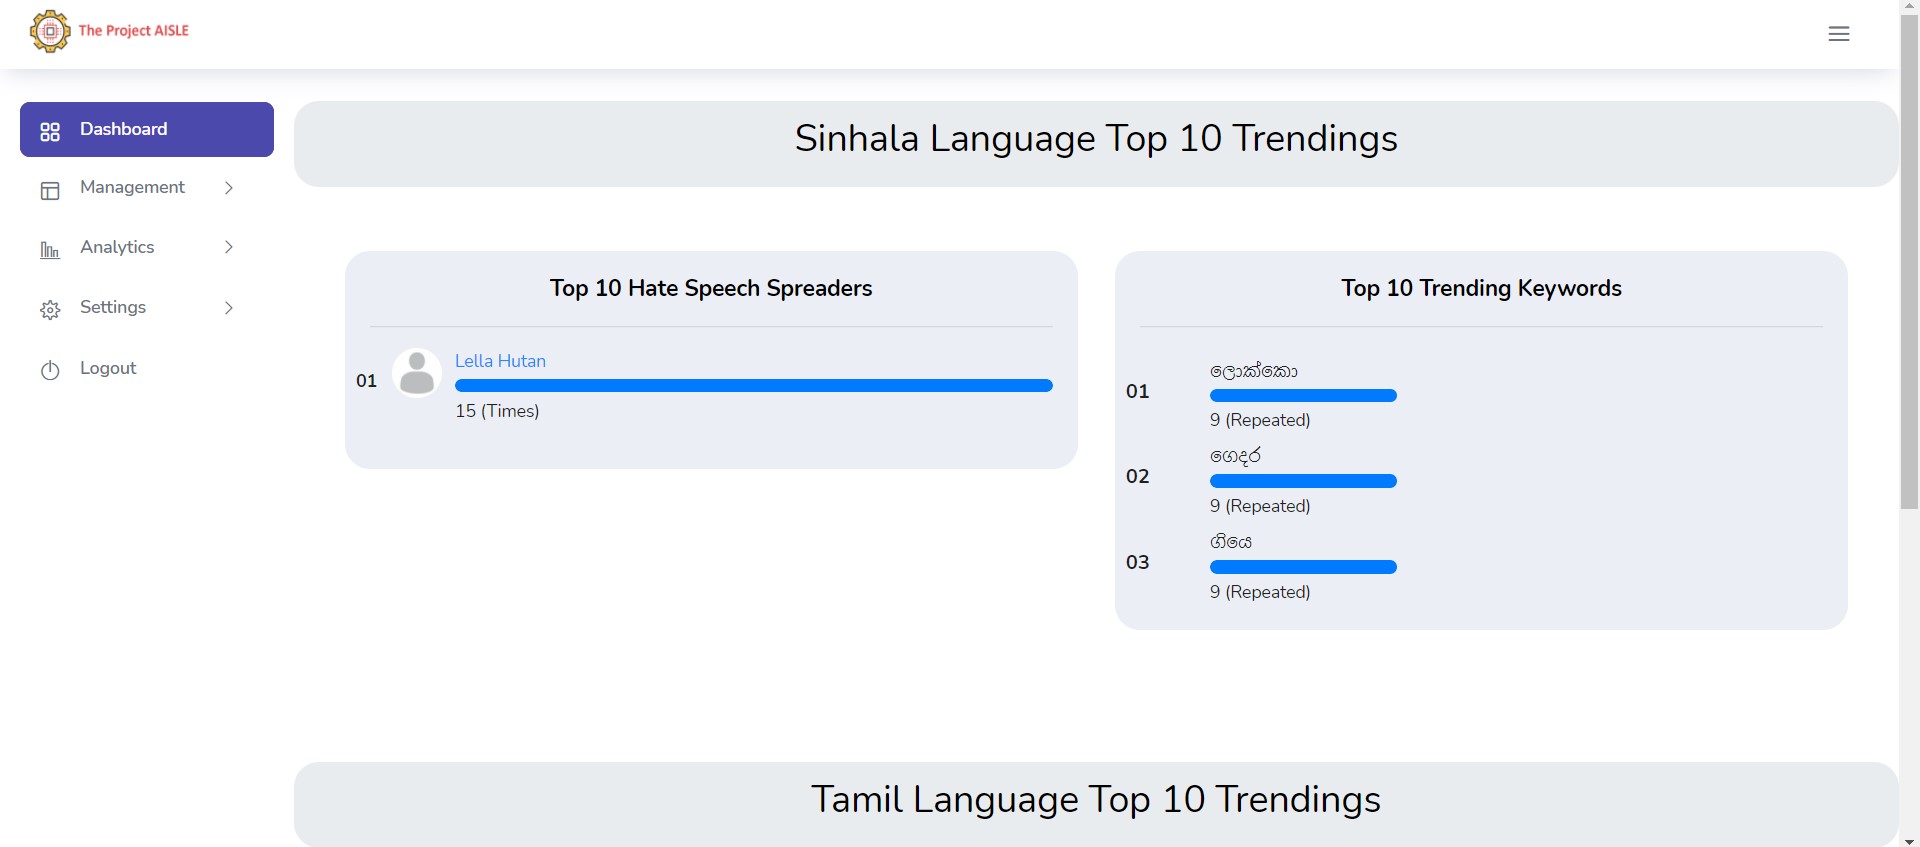 The Project AISLE
Dashboard
Management
Analytics
Settings
Logout
Sinhala Language Top 10 Trendings
Top 10 Hate Speech Spreaders
01
Lella Hutan
15 (Times)
Top 10 Trending Keywords
01
ලොක්කො
9 (Repeated)
02
ගෙදර
9 (Repeated)
03
ගියෙ
9 (Repeated)
Tamil Language Top 10 Trendings